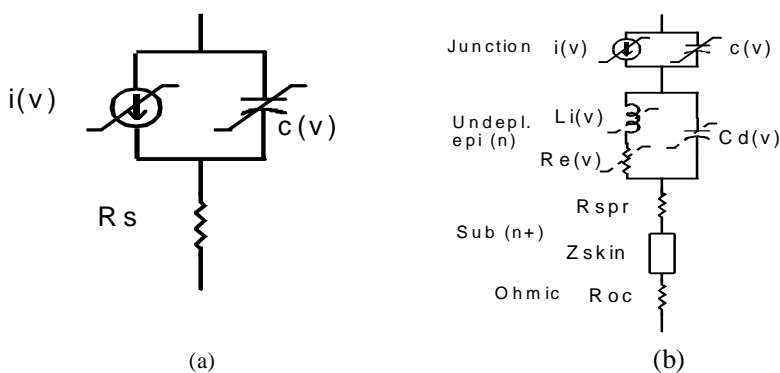 i(v)
c(v)
Rs
(a)
Junction i(v) c(v)
Undepl. epi (n)
Li(v)
Re(v)
Cd(v)
Rspr
Sub (n+)
Zskin
Ohmic Roc
(b)